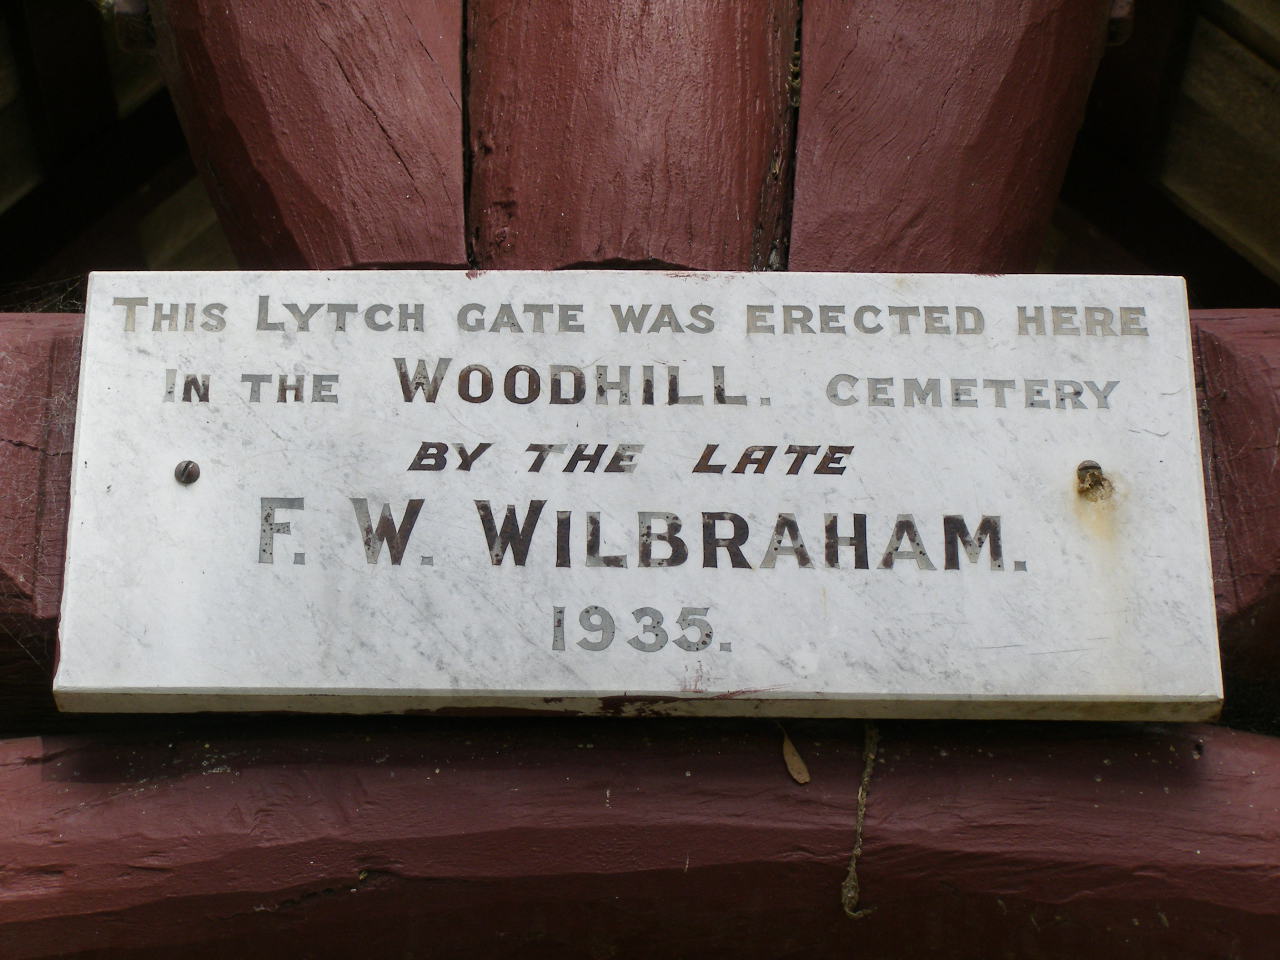 THIS LYTCH GATE WAS ERECTED HERE
IN THE WOODHILL. CEMETERY
BY THE LATE
F. W. WILBRAHAM.
1935.